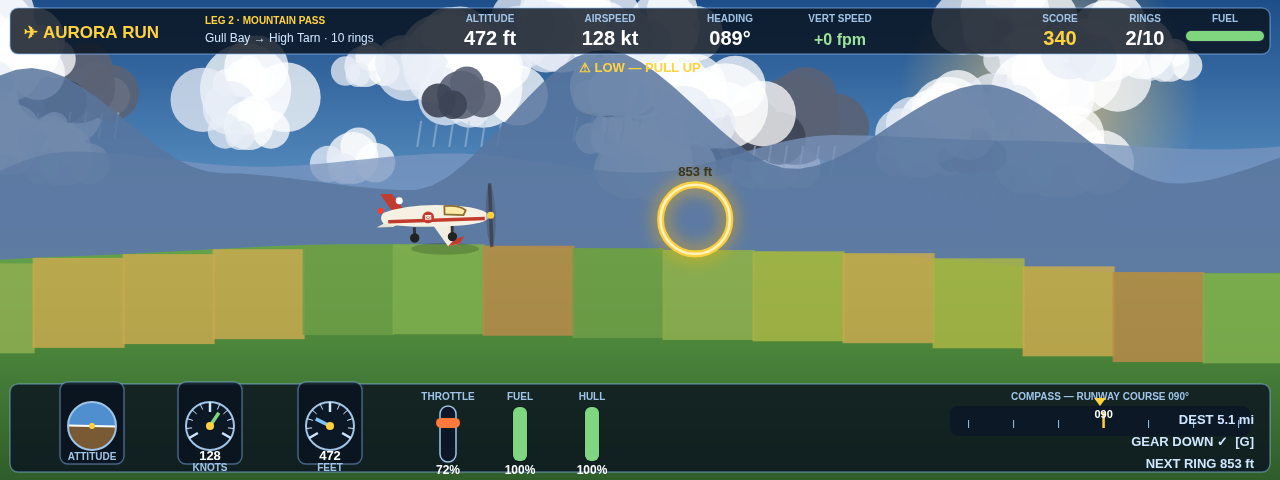 ✈ AURORA RUN
LEG 2 · MOUNTAIN PASS
Gull Bay → High Tarn · 10 rings
ALTITUDE
472 ft
AIRSPEED
128 kt
HEADING
089°
VERT SPEED
+0 fpm
SCORE
340
RINGS
2/10
FUEL
⚠ LOW — PULL UP
853 ft
ATTITUDE
128
KNOTS
472
FEET
THROTTLE
72%
FUEL
100%
HULL
100%
COMPASS — RUNWAY COURSE 090°
090
DEST 5.1 mi
GEAR DOWN ✓ [G]
NEXT RING 853 ft